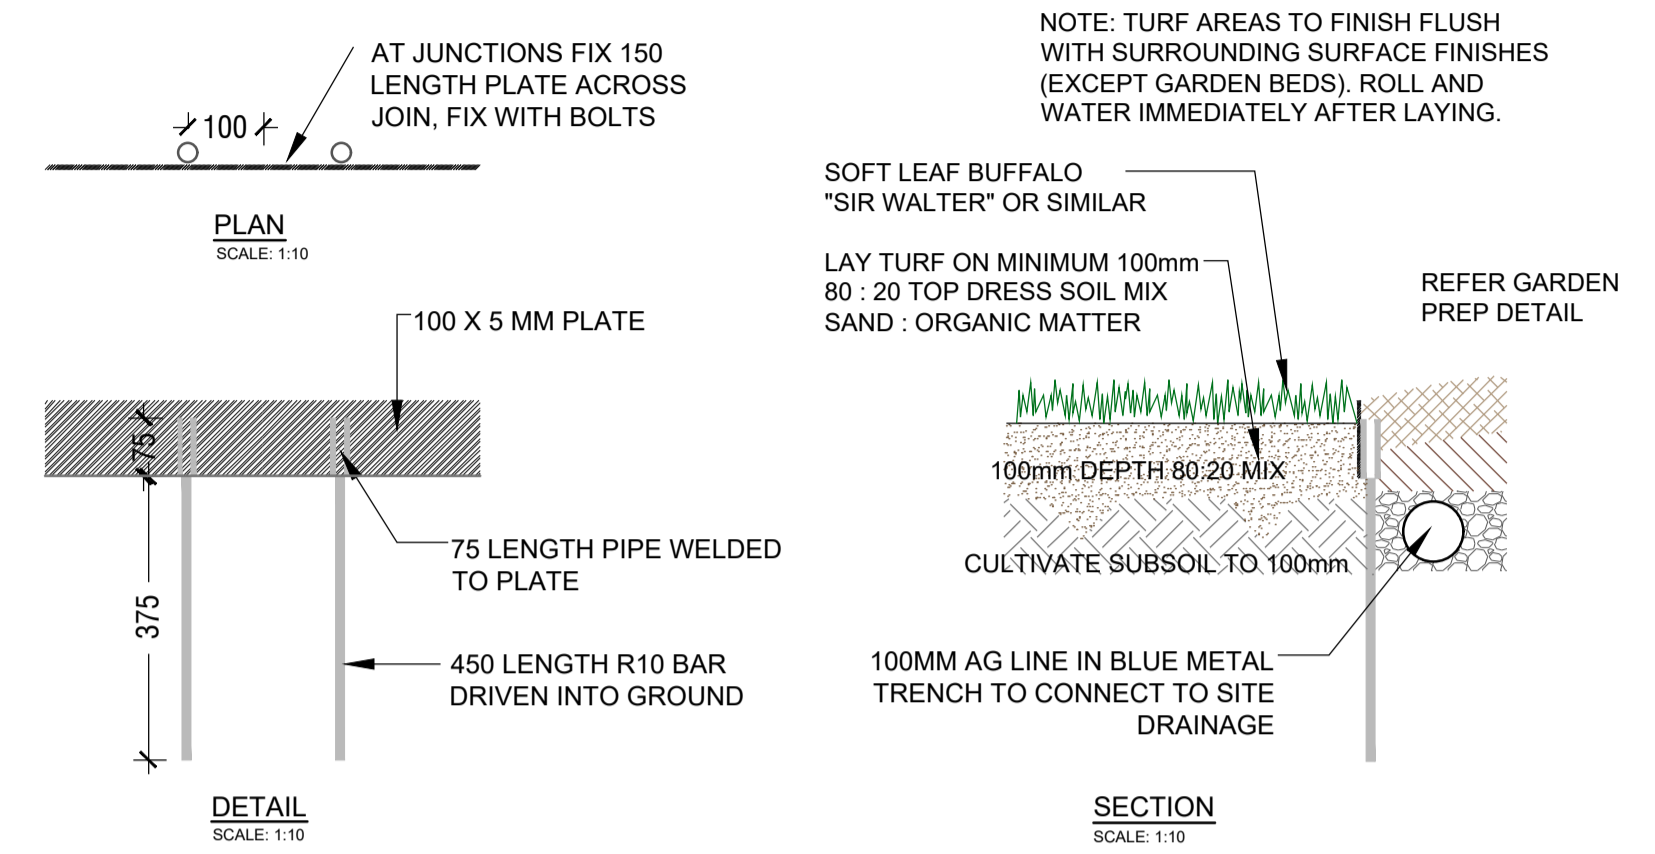 AT JUNCTIONS FIX 150
LENGTH PLATE ACROSS
JOIN, FIX WITH BOLTS
100
PLAN
SCALE: 1:10
100 X 5 MM PLATE
75
375
75 LENGTH PIPE WELDED
TO PLATE
450 LENGTH R10 BAR
DRIVEN INTO GROUND
DETAIL
SCALE: 1:10
NOTE: TURF AREAS TO FINISH FLUSH
WITH SURROUNDING SURFACE FINISHES
(EXCEPT GARDEN BEDS). ROLL AND
WATER IMMEDIATELY AFTER LAYING.
SOFT LEAF BUFFALO
"SIR WALTER" OR SIMILAR
LAY TURF ON MINIMUM 100mm
80 : 20 TOP DRESS SOIL MIX
SAND : ORGANIC MATTER
REFER GARDEN
PREP DETAIL
100mm DEPTH 80:20 MIX
CULTIVATE SUBSOIL TO 100mm
100MM AG LINE IN BLUE METAL
TRENCH TO CONNECT TO SITE
DRAINAGE
SECTION
SCALE: 1:10